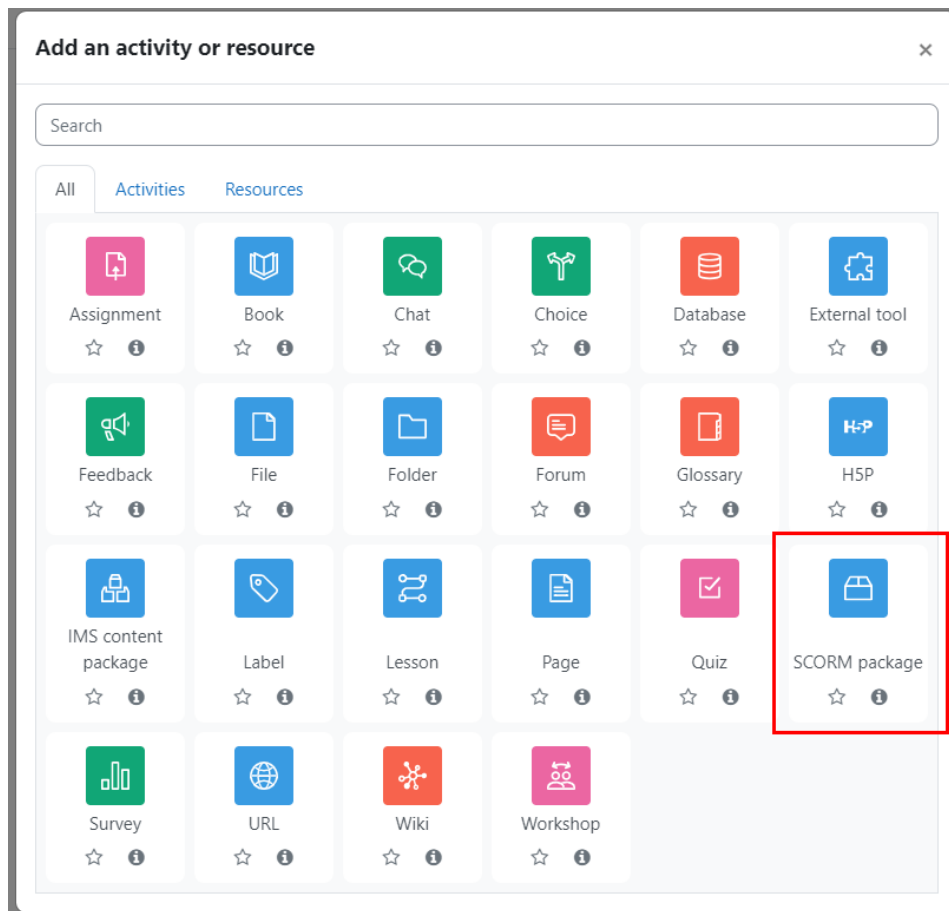 Add an activity or resource
×
Search
All Activities Resources
Assignment Book Chat Choice Database External tool
Feedback File Folder Forum Glossary H5P
H5P
IMS content
package Label Lesson Page Quiz SCORM package
Survey URL Wiki Workshop